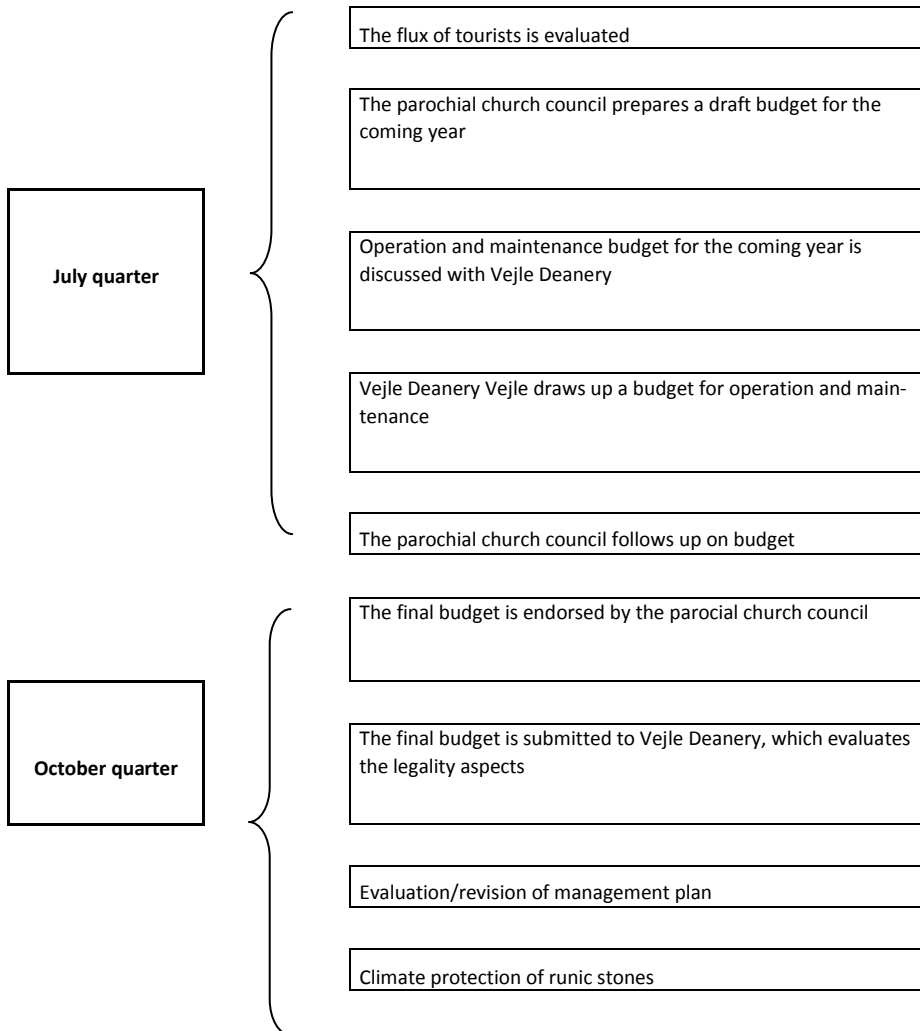 The flux of tourists is evaluated
The parochial church council prepares a draft budget for the
coming year
July quarter
Operation and maintenance budget for the coming year is
discussed with Vejle Deanery
Vejle Deanery Vejle draws up a budget for operation and main-
tenance
The parochial church council follows up on budget
The final budget is endorsed by the parocial church council
October quarter
The final budget is submitted to Vejle Deanery, which evaluates
the legality aspects
Evaluation/revision of management plan
Climate protection of runic stones